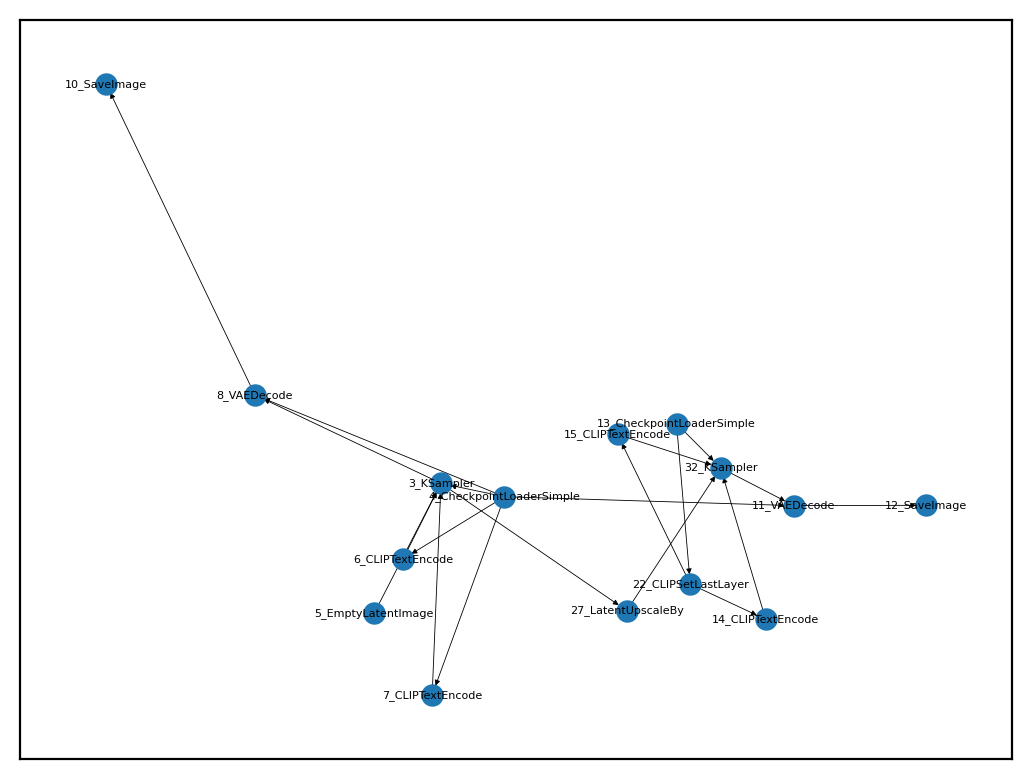 10_SaveImage
8_VAEDecode
13_CheckpointLoaderSimple
15_CLIPTextEncode
32_KSampler
3_KSampler
4_CheckpointLoaderSimple
11_VAEDecode
12_SaveImage
6_CLIPTextEncode
22_CLIPSetLastLayer
27_LatentUpscaleBy
5_EmptyLatentImage
14_CLIPTextEncode
7_CLIPTextEncode